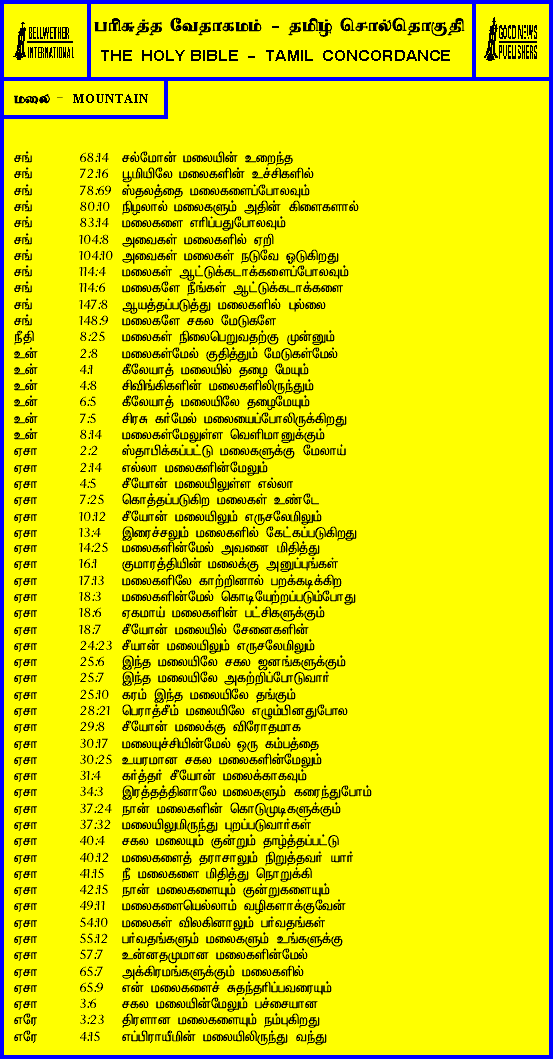 BELLWETHER
INTERNATIONAL
பரிசுத்த வேதாகமம் - தமிழ் சொல்தொகுதி
THE HOLY BIBLE - TAMIL CONCORDANCE
GOOD NEWS
PUBLISHERS
மலை - MOUNTAIN
சங் 68:14 சல்மோன் மலையின் உறைந்த
சங் 72:16 பூமியிலே மலைகளின் உச்சிகளில்
சங் 78:69 ஸ்தலத்தை மலைகளைப்போலவும்
சங் 80:10 நிழலால் மலைகளும் அதின் கிளைகளால்
சங் 83:14 மலைகளை எரிப்பதுபோலவும்
சங் 104:8 அவைகள் மலைகளில் ஏறி
சங் 104:10 அவைகள் மலைகள் நடுவே ஓடுகிறது
சங் 114:4 மலைகள் ஆட்டுக்கடாக்களைப்போலவும்
சங் 114:6 மலைகளே நீங்கள் ஆட்டுக்கடாக்களை
சங் 147:8 ஆயத்தப்படுத்து மலைகளில் புல்லை
சங் 148:9 மலைகளே சகல மேடுகளே
நீதி 8:25 மலைகள் நிலைபெறுவதற்கு முன்னும்
உன் 2:8 மலைகள்மேல் குதித்தும் மேடுகள்மேல்
உன் 4:1 கீலேயாத் மலையில் தழை மேயும்
உன் 4:8 சிவிங்கிகளின் மலைகளிலிருந்தும்
உன் 6:5 கீலேயாத் மலையிலே தழைமேயும்
உன் 7:5 சிரசு கர்மேல் மலையைப்போலிருக்கிறது
உன் 8:14 மலைகள்மேலுள்ள வெளிமானுக்கும்
ஏசா 2:2 ஸ்தாபிக்கப்பட்டு மலைகளுக்கு மேலாய்
ஏசா 2:14 எல்லா மலைகளின்மேலும்
ஏசா 4:5 சீயோன் மலையிலுள்ள எல்லா
ஏசா 7:25 கொத்தப்படுகிற மலைகள் உண்டே
ஏசா 10:12 சீயோன் மலையிலும் எருசலேமிலும்
ஏசா 13:4 இரைச்சலும் மலைகளில் கேட்கப்படுகிறது
ஏசா 14:25 மலைகளின்மேல் அவனை மிதித்து
ஏசா 16:1 குமாரத்தியின் மலைக்கு அனுப்புங்கள்
ஏசா 17:13 மலைகளிலே காற்றினால் பறக்கடிக்கிற
ஏசா 18:3 மலைகளின்மேல் கொடியேற்றப்படும்போது
ஏசா 18:6 ஏகமாய் மலைகளின் பட்சிகளுக்கும்
ஏசா 18:7 சீயோன் மலையில் சேனைகளின்
ஏசா 24:23 சீயான் மலையிலும் எருசலேமிலும்
ஏசா 25:6 இந்த மலையிலே சகல ஜனங்களுக்கும்
ஏசா 25:7 இந்த மலையிலே அகற்றிப்போடுவார்
ஏசா 25:10 கரம் இந்த மலையிலே தங்கும்
ஏசா 28:21 பெராத்சீம் மலையிலே எழும்பினதுபோல
ஏசா 29:8 சீயோன் மலைக்கு விரோதமாக
ஏசா 30:17 மலையுச்சியின்மேல் ஒரு கம்பத்தை
ஏசா 30:25 உயரமான சகல மலைகளின்மேலும்
ஏசா 31:4 கர்த்தர் சீயோன் மலைக்காகவும்
ஏசா 34:3 இரத்தத்தினாலே மலைகளும் கரைந்துபோம்
ஏசா 37:24 நான் மலைகளின் கொடுமுடிகளுக்கும்
ஏசா 37:32 மலையிலுமிருந்து புறப்படுவார்கள்
ஏசா 40:4 சகல மலையும் குன்றும் தாழ்த்தப்பட்டு
ஏசா 40:12 மலைகளைத் தராசாலும் நிறுத்தவர் யார்
ஏசா 41:15 நீ மலைகளை மிதித்து நொறுக்கி
ஏசா 42:15 நான் மலைகளையும் குன்றுகளையும்
ஏசா 49:11 மலைகளையெல்லாம் வழிகளாக்குவேன்
ஏசா 54:10 மலைகள் விலகினாலும் பர்வதங்கள்
ஏசா 55:12 பர்வதங்களும் மலைகளும் உங்களுக்கு
ஏசா 57:7 உன்னதமுமான மலைகளின்மேல்
ஏசா 65:7 அக்கிரமங்களுக்கும் மலைகளில்
ஏசா 65:9 என் மலைகளைச் சுதந்தரிப்பவரையும்
ஏசா 3:6 சகல மலையின்மேலும் பச்சையான
எரே 3:23 திரளான மலைகளையும் நம்புகிறது
எரே 4:15 எப்பிராயீமின் மலையிலிருந்து வந்து